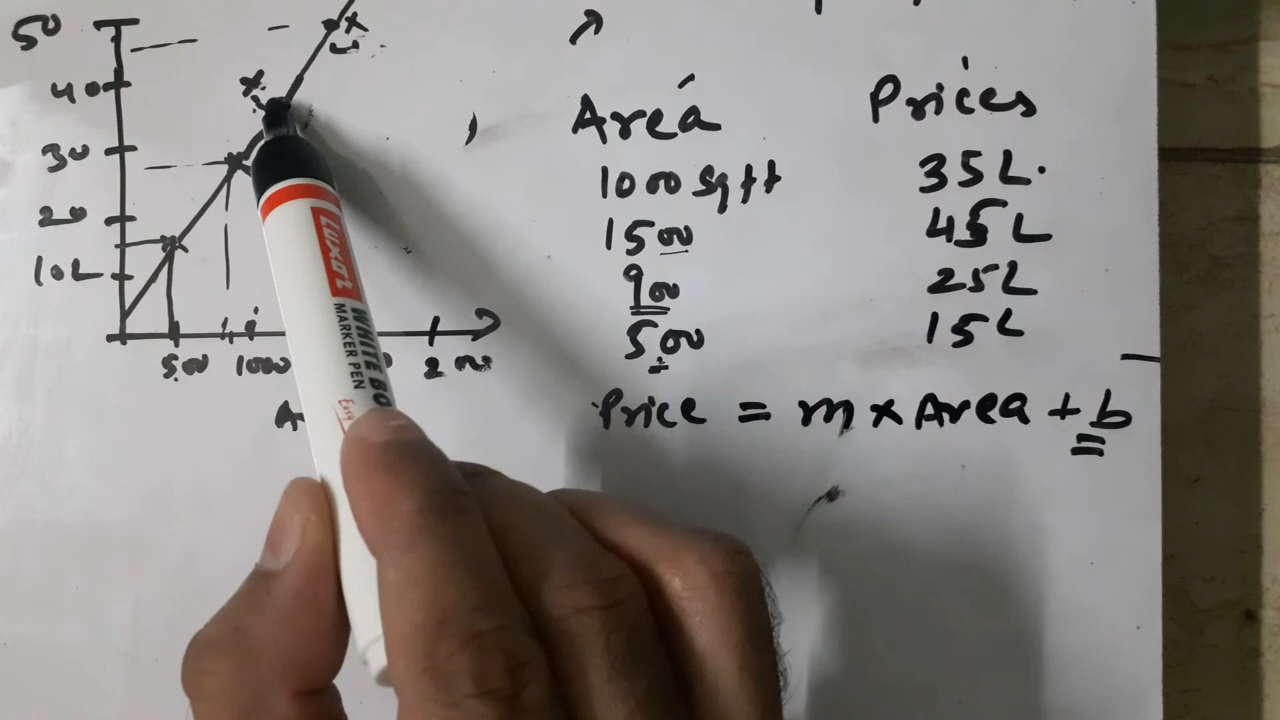 50
40
30
20
10L
500 1000 2000
A
Area Prices
1000 sqft 35L.
1500 45L
900 25L
500 15L
Price = m x Area + b
Luxor
WHITE BO
MARKER PEN
Easy